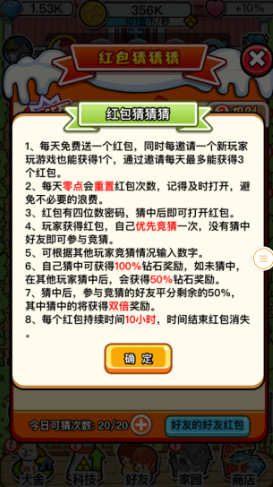 1.53K
356K
+10%
红包猜猜猜
红包猜猜猜
1、每天免费送一个红包，同时每邀请一个新玩家
玩游戏也能获得1个，通过邀请每天最多能获得3
个红包。
2、每天零点会重置红包次数，记得及时打开，避
免不必要的浪费。
3、红包有四位数密码，猜中后即可打开红包。
4、玩家获得红包，自己优先竞猜一次，没有猜中
好友即可参与竞猜。
5、可根据其他玩家竞猜情况输入数字。
6、自己猜中可获得100%钻石奖励，如未猜中，
在其他玩家猜中后，会获得50%钻石奖励。
7、猜中后，参与竞猜的好友平分剩余的50%，
其中猜中的将获得双倍奖励。
8、每个红包持续时间10小时，时间结束红包消失
。
确 定
今日可猜次数: 20/20
好友的好友红包
犬舍
科技
好友
家园
商店